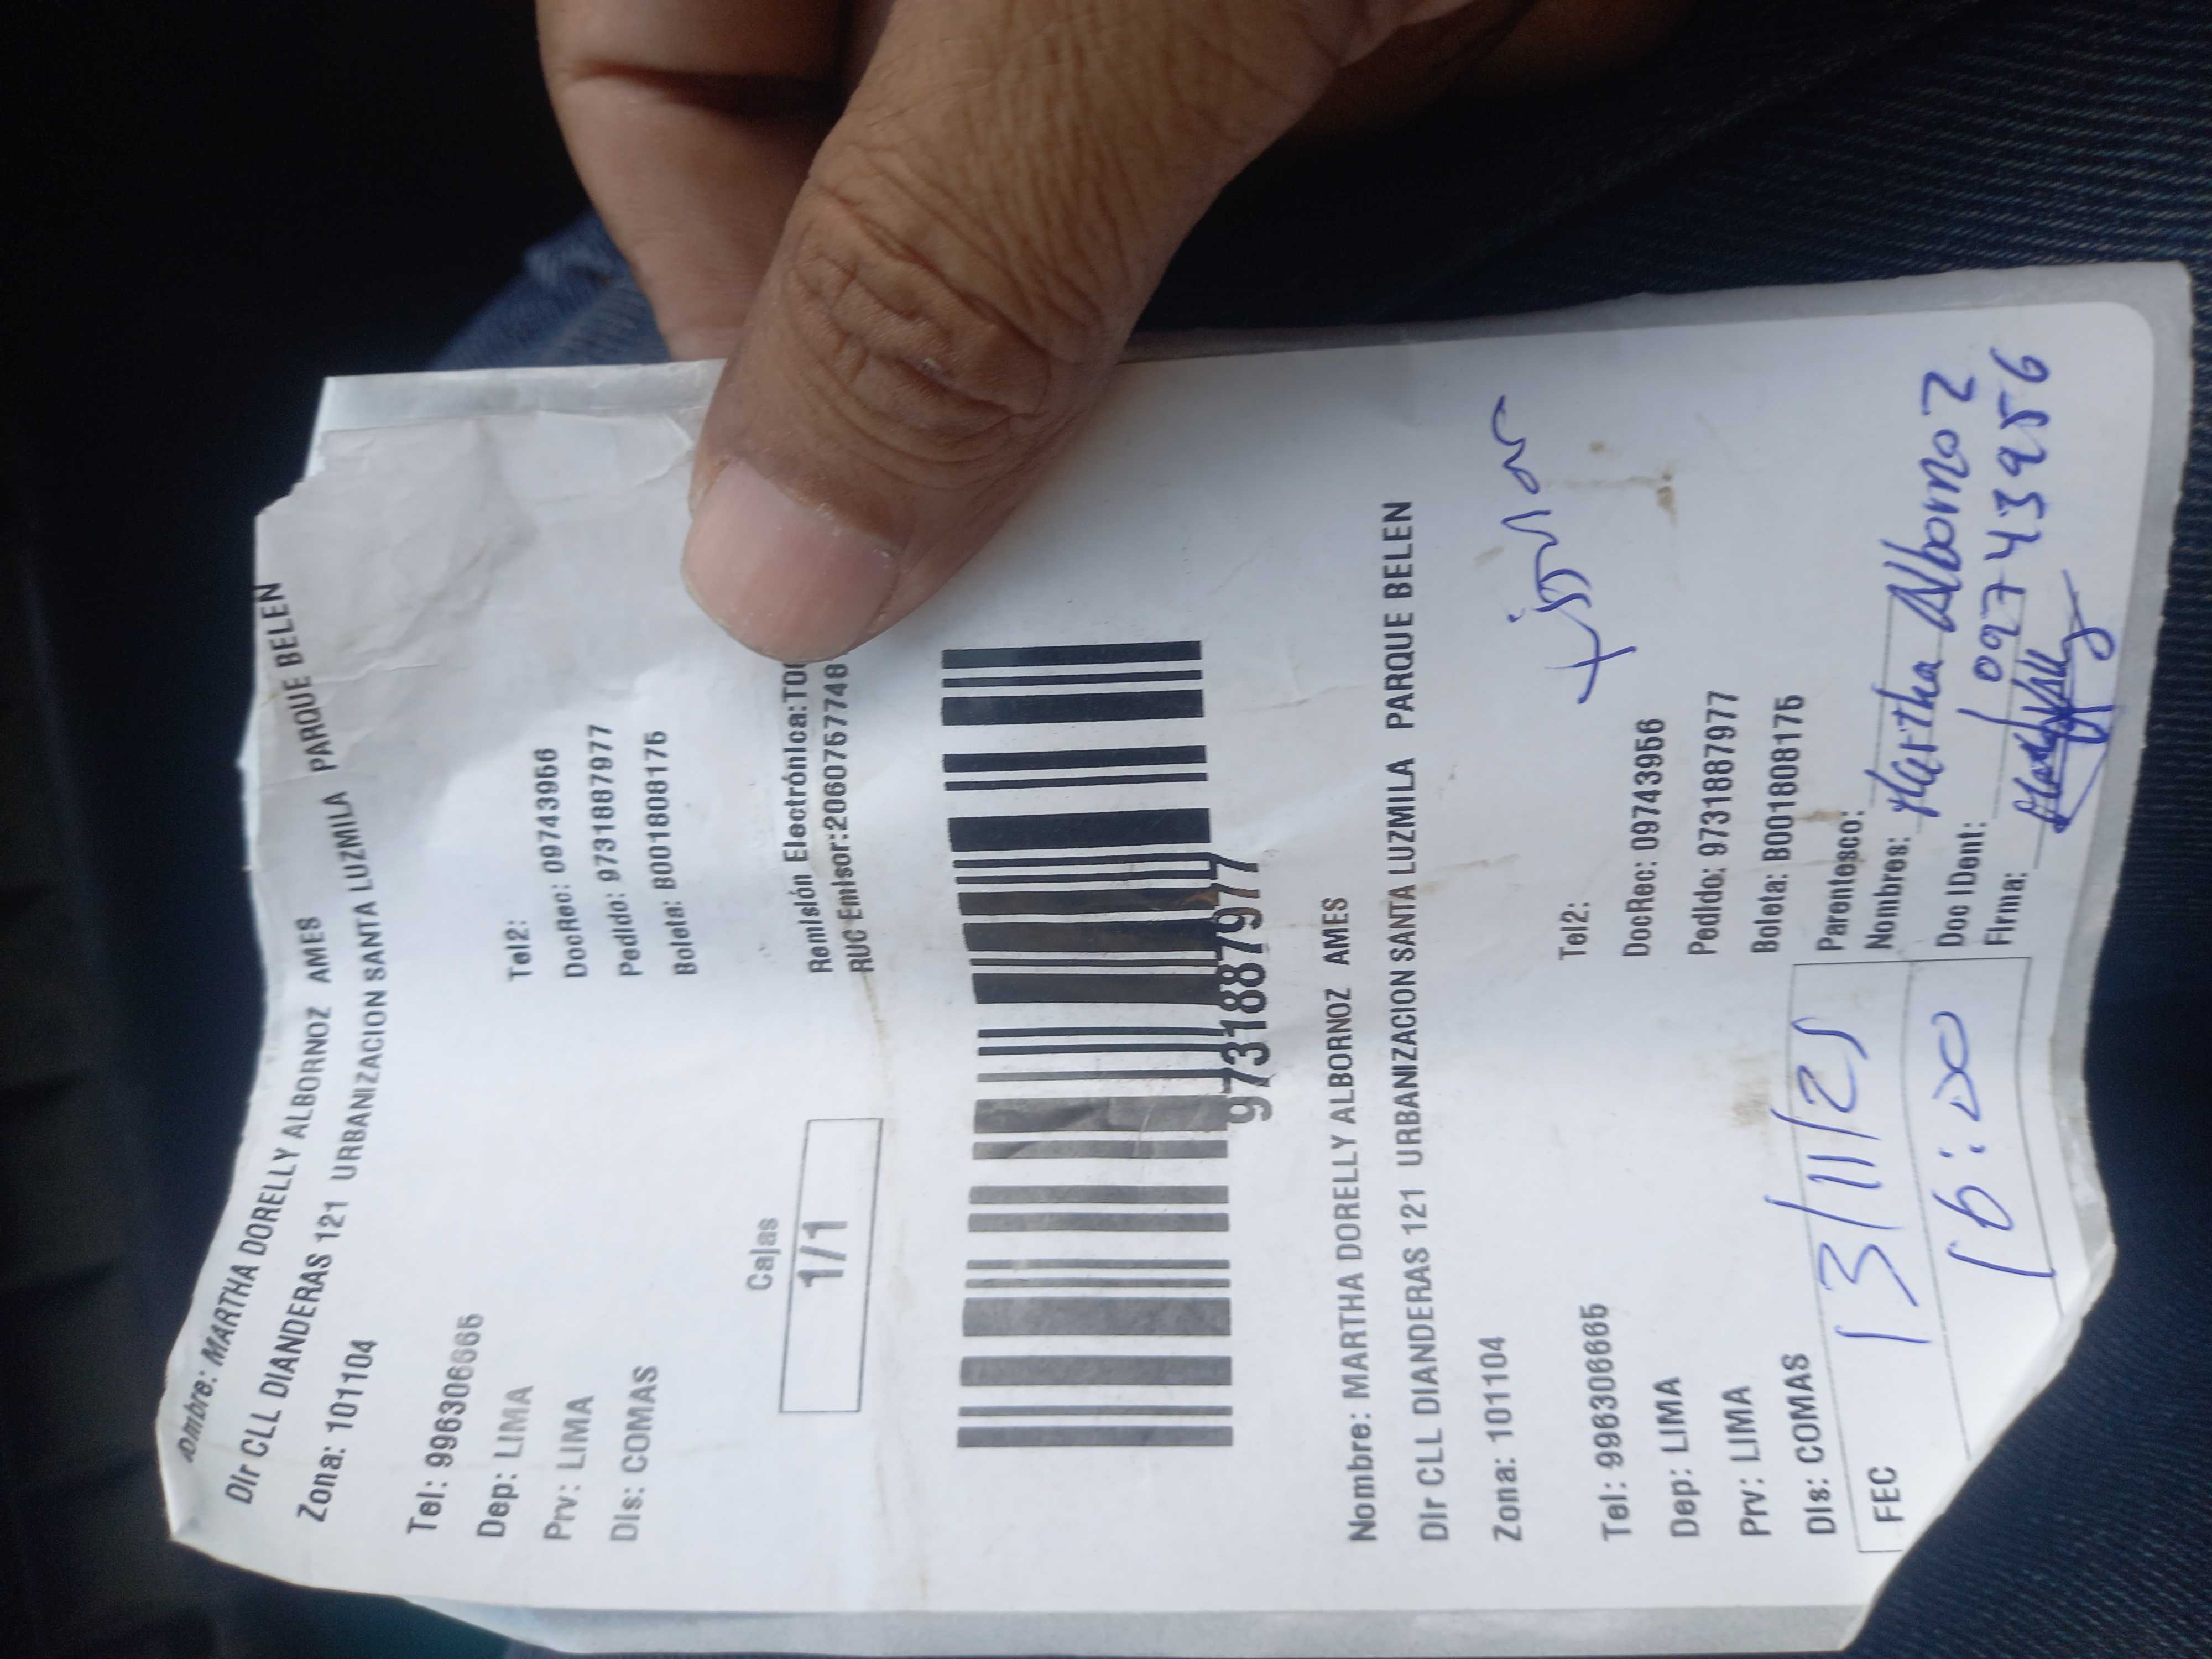 ombre: MARTHA DORELLY ALBORNOZ AMES
Dir CLL DIANDERAS 121 URBANIZACION SANTA LUZMILA PARQUE BELEN
Zona: 101104
Tel: 996306665
Tel2:
Dep: LIMA
DocRec: 09743956
Prv: LIMA
Pedido: 9731887977
Dis: COMAS
Boleta: B001808175
Cajas
1/1
Remisión Electrónica:T00
RUC Emisor:2060757748
9731887977
Nombre: MARTHA DORELLY ALBORNOZ AMES
Dir CLL DIANDERAS 121 URBANIZACION SANTA LUZMILA PARQUE BELEN
Zona: 101104
Tel: 996306665
Tel2:
Dep: LIMA
DocRec: 09743956
Prv: LIMA
Pedido: 9731887977
Dis: COMAS
Boleta: B001808175
FEC 13/11/25
Parentesco:
Nombres: Martha Albornoz
16:20
Doc IDent: 09743956
Firma: